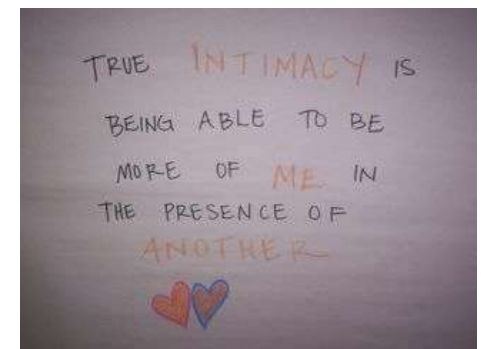 TRUE INTIMACY IS
BEING ABLE TO BE
MORE OF ME IN
THE PRESENCE OF
ANOTHER